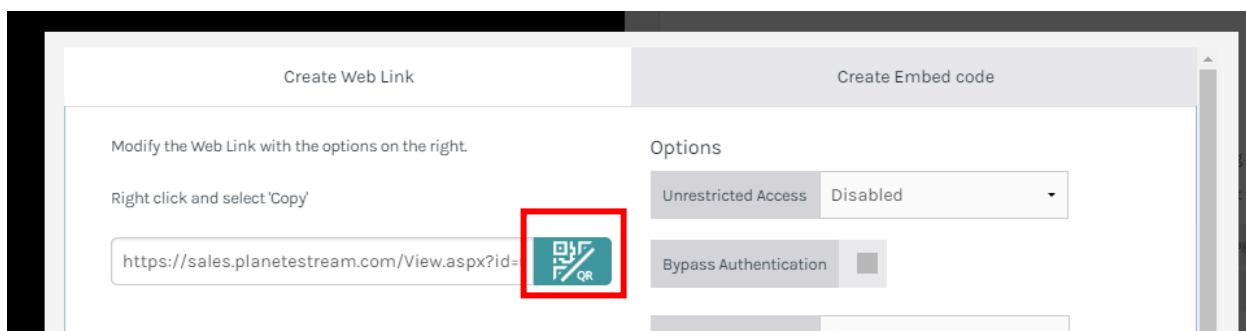 Create Web Link
Create Embed code
Modify the Web Link with the options on the right.
Right click and select 'Copy'
https://sales.planetestream.com/View.aspx?id=
QR
Options
Unrestricted Access Disabled
Bypass Authentication